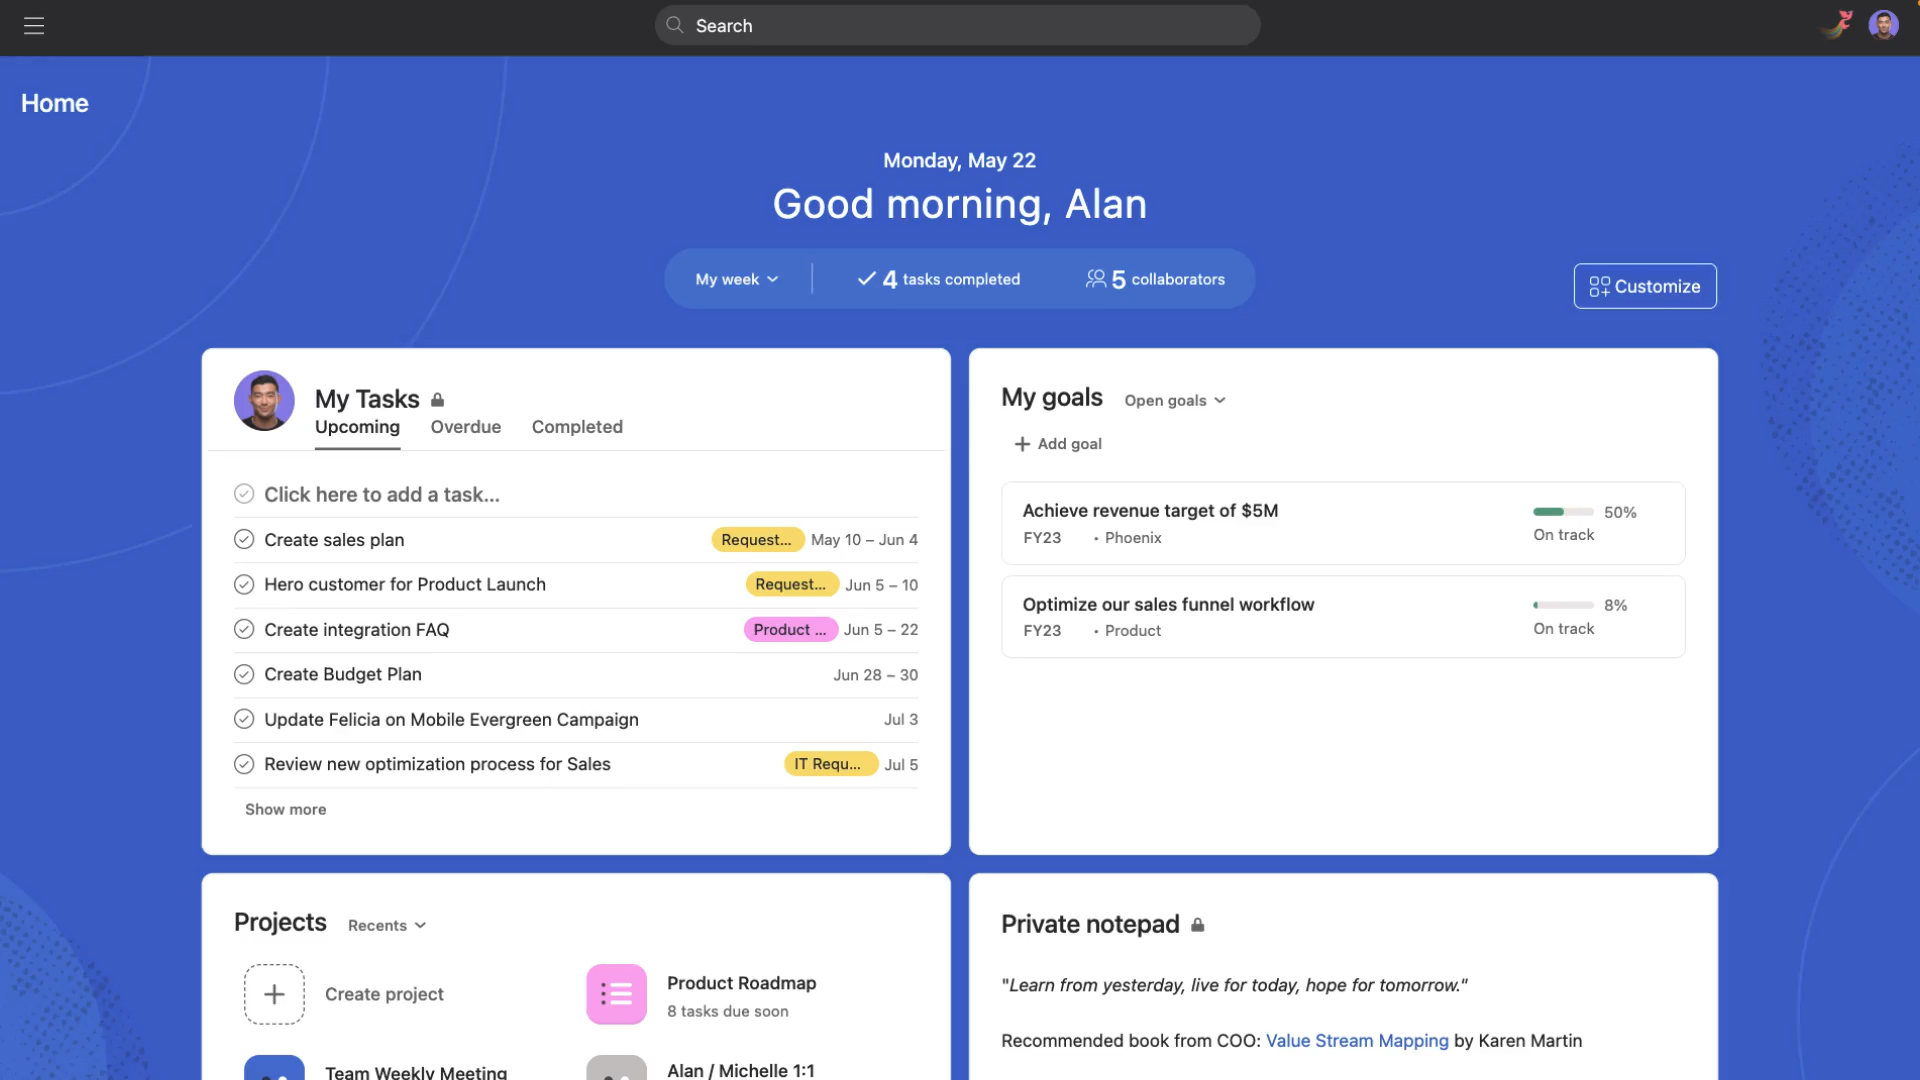 Search
Home
Monday, May 22
Good morning, Alan
My week
4 tasks completed
5 collaborators
Customize
My Tasks
Upcoming Overdue Completed
Click here to add a task...
Create sales plan Request... May 10 – Jun 4
Hero customer for Product Launch Request... Jun 5 – 10
Create integration FAQ Product ... Jun 5 – 22
Create Budget Plan Jun 28 – 30
Update Felicia on Mobile Evergreen Campaign Jul 3
Review new optimization process for Sales IT Requ... Jul 5
Show more
My goals Open goals
Add goal
Achieve revenue target of $5M 50%
FY23 • Phoenix On track
Optimize our sales funnel workflow 8%
FY23 • Product On track
Projects Recents
Create project
Product Roadmap
8 tasks due soon
Team Weekly Meeting
Alan / Michelle 1:1
Private notepad
"Learn from yesterday, live for today, hope for tomorrow."
Recommended book from COO: Value Stream Mapping by Karen Martin